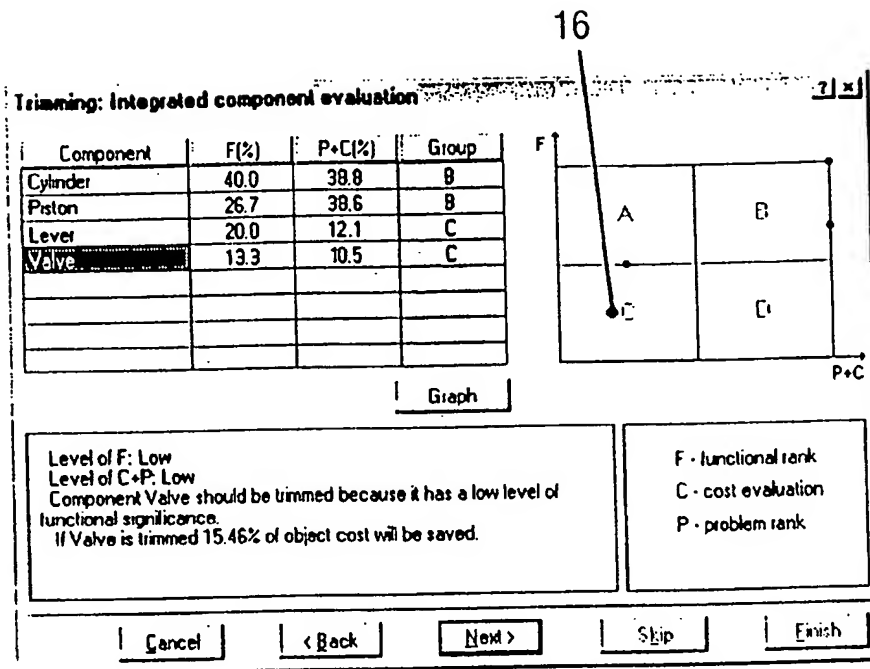 16
Trimming: Integrated component evaluation
? ×
Component F(%) P+C(%) Group
Cylinder 40.0 38.8 B
Piston 26.7 38.6 B
Lever 20.0 12.1 C
Valve 13.3 10.5 C
F
A B
C D
P+C
Graph
Level of F: Low
Level of C+P: Low
Component Valve should be trimmed because it has a low level of
functional significance.
If Valve is trimmed 15.46% of object cost will be saved.
F - functional rank
C - cost evaluation
P - problem rank
Cancel < Back Next > Skip Finish